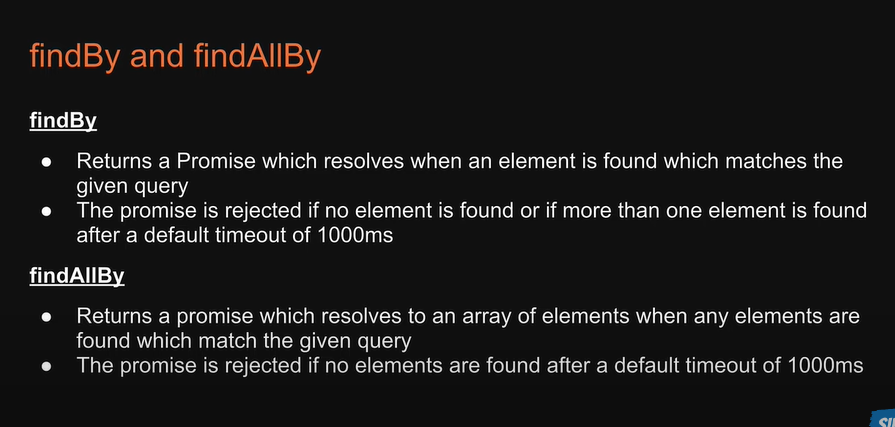 findBy and findAllBy
findBy
● Returns a Promise which resolves when an element is found which matches the
given query
● The promise is rejected if no element is found or if more than one element is found
after a default timeout of 1000ms
findAllBy
● Returns a promise which resolves to an array of elements when any elements are
found which match the given query
● The promise is rejected if no elements are found after a default timeout of 1000ms